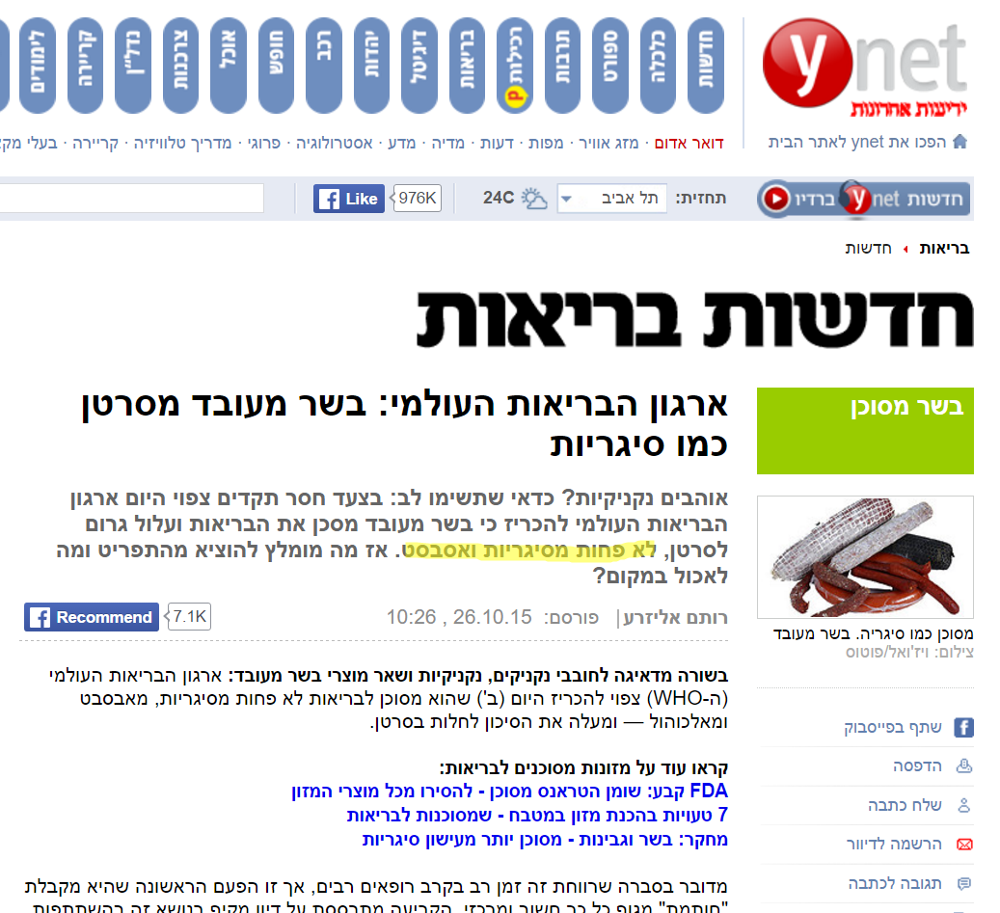 ynet
ידיעות אחרונות
חדשות
כלכלה
ספורט
תרבות
רכילות
בריאות
דיגיטל
יהדות
רכב
חופש
אוכל
צרכנות
נדל"ן
קריירה
לימודים
הפכו את ynet לאתר הבית
דואר אדום · מזג אוויר · מפות · דעות · מדיה · מדע · אסטרולוגיה · פרוגי · מדריך טלוויזיה · קריירה · בעלי
חדשות ynet ברדיו
תחזית: תל אביב 24C
976K Like
בריאות חדשות
חדשות בריאות
בשר מסוכן
ארגון הבריאות העולמי: בשר מעובד מסרטן
כמו סיגריות
אוהבים נקניקיות? כדאי שתשימו לב: בצעד חסר תקדים צפוי היום ארגון
הבריאות העולמי להכריז כי בשר מעובד מסכן את הבריאות ועלול גרום
לסרטן, לא פחות מסיגריות ואסבסט. אז מה מומלץ להוציא מהתפריט ומה
לאכול במקום?
רותם אליזרע | פורסם: 26.10.15 , 10:26
7.1K Recommend
מסוכן כמו סיגריה. בשר מעובד
צילום: ויז'ואל/פוטוס
שתף בפייסבוק
הדפסה
שלח כתבה
הרשמה לדיוור
תגובה לכתבה
בשורה מדאיגה לחובבי נקניקים, נקניקיות ושאר מוצרי בשר מעובד: ארגון הבריאות העולמי
(ה-WHO) צפוי להכריז היום (ב') שהוא מסוכן לבריאות לא פחות מסיגריות, מאבסבט
ומאלכוהול — ומעלה את הסיכון לחלות בסרטן.
קראו עוד על מזונות מסוכנים לבריאות:
FDA קבע: שומן הטראנס מסוכן - להסירו מכל מוצרי המזון
7 טעויות בהכנת מזון במטבח - שמסוכנות לבריאות
מחקר: בשר וגבינות - מסוכן יותר מעישון סיגריות
מדובר בסברה שרווחת זה זמן רב בקרב רופאים רבים, אך זו הפעם הראשונה שהיא מקבלת
"חותמת" מגוף כל כך חשוב ומרכזי. הקביעה מתבססת על דיון מקיף בנושא זה בהשתתפות